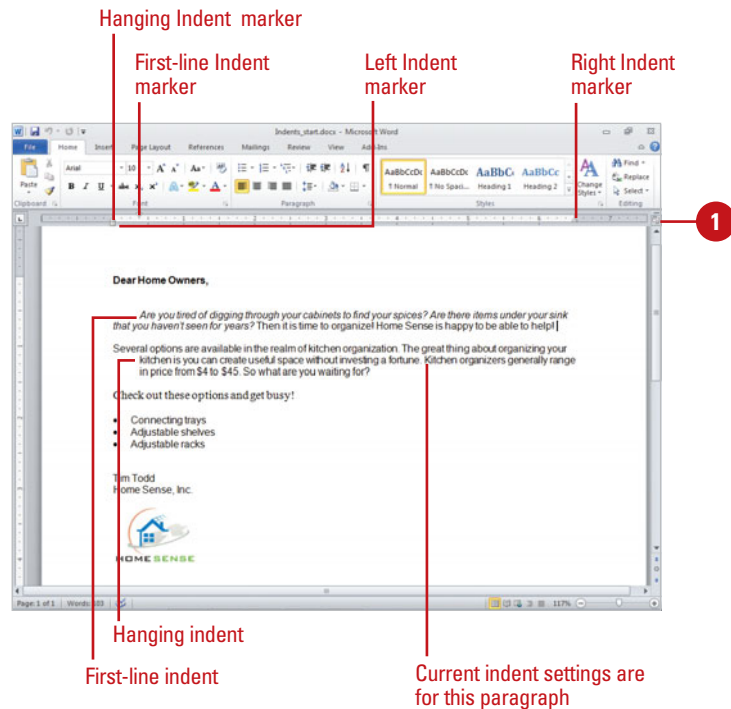 Hanging Indent marker
First-line Indent
marker
Left Indent
marker
Right Indent
marker
Indents_start.docx - Microsoft Word
File Home Insert Page Layout References Mailings Review View Add-Ins
Arial 10 Find
Replace
Select
Paste
B I U abc
AaBbCcDc AaBbCcDc AaBbC AaBbCc
¶ Normal ¶ No Spaci... Heading 1 Heading 2
Change
Styles
Clipboard Font Paragraph Styles Editing
1
Dear Home Owners,
Are you tired of digging through your cabinets to find your spices? Are there items under your sink
that you haven't seen for years? Then it is time to organize! Home Sense is happy to be able to help!
Several options are available in the realm of kitchen organization. The great thing about organizing your
kitchen is you can create useful space without investing a fortune. Kitchen organizers generally range
in price from $4 to $45. So what are you waiting for?
Check out these options and get busy!
• Connecting trays
• Adjustable shelves
• Adjustable racks
Tim Todd
Home Sense, Inc.
HOME SENSE
Page: 1 of 1 Words: 103 117%
Hanging indent
First-line indent
Current indent settings are
for this paragraph